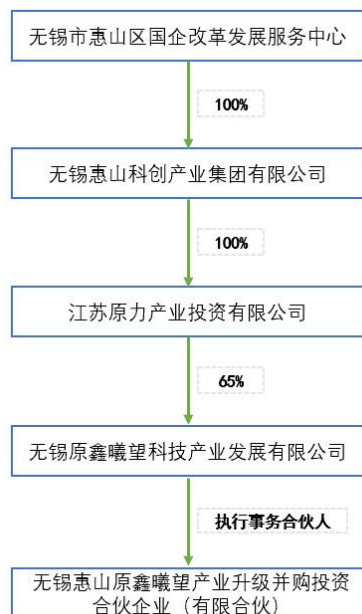 无锡市惠山区国企改革发展服务中心
100%
无锡惠山科创产业集团有限公司
100%
江苏原力产业投资有限公司
65%
无锡原鑫曦望科技产业发展有限公司
执行事务合伙人
无锡惠山原鑫曦望产业升级并购投资
合伙企业（有限合伙）